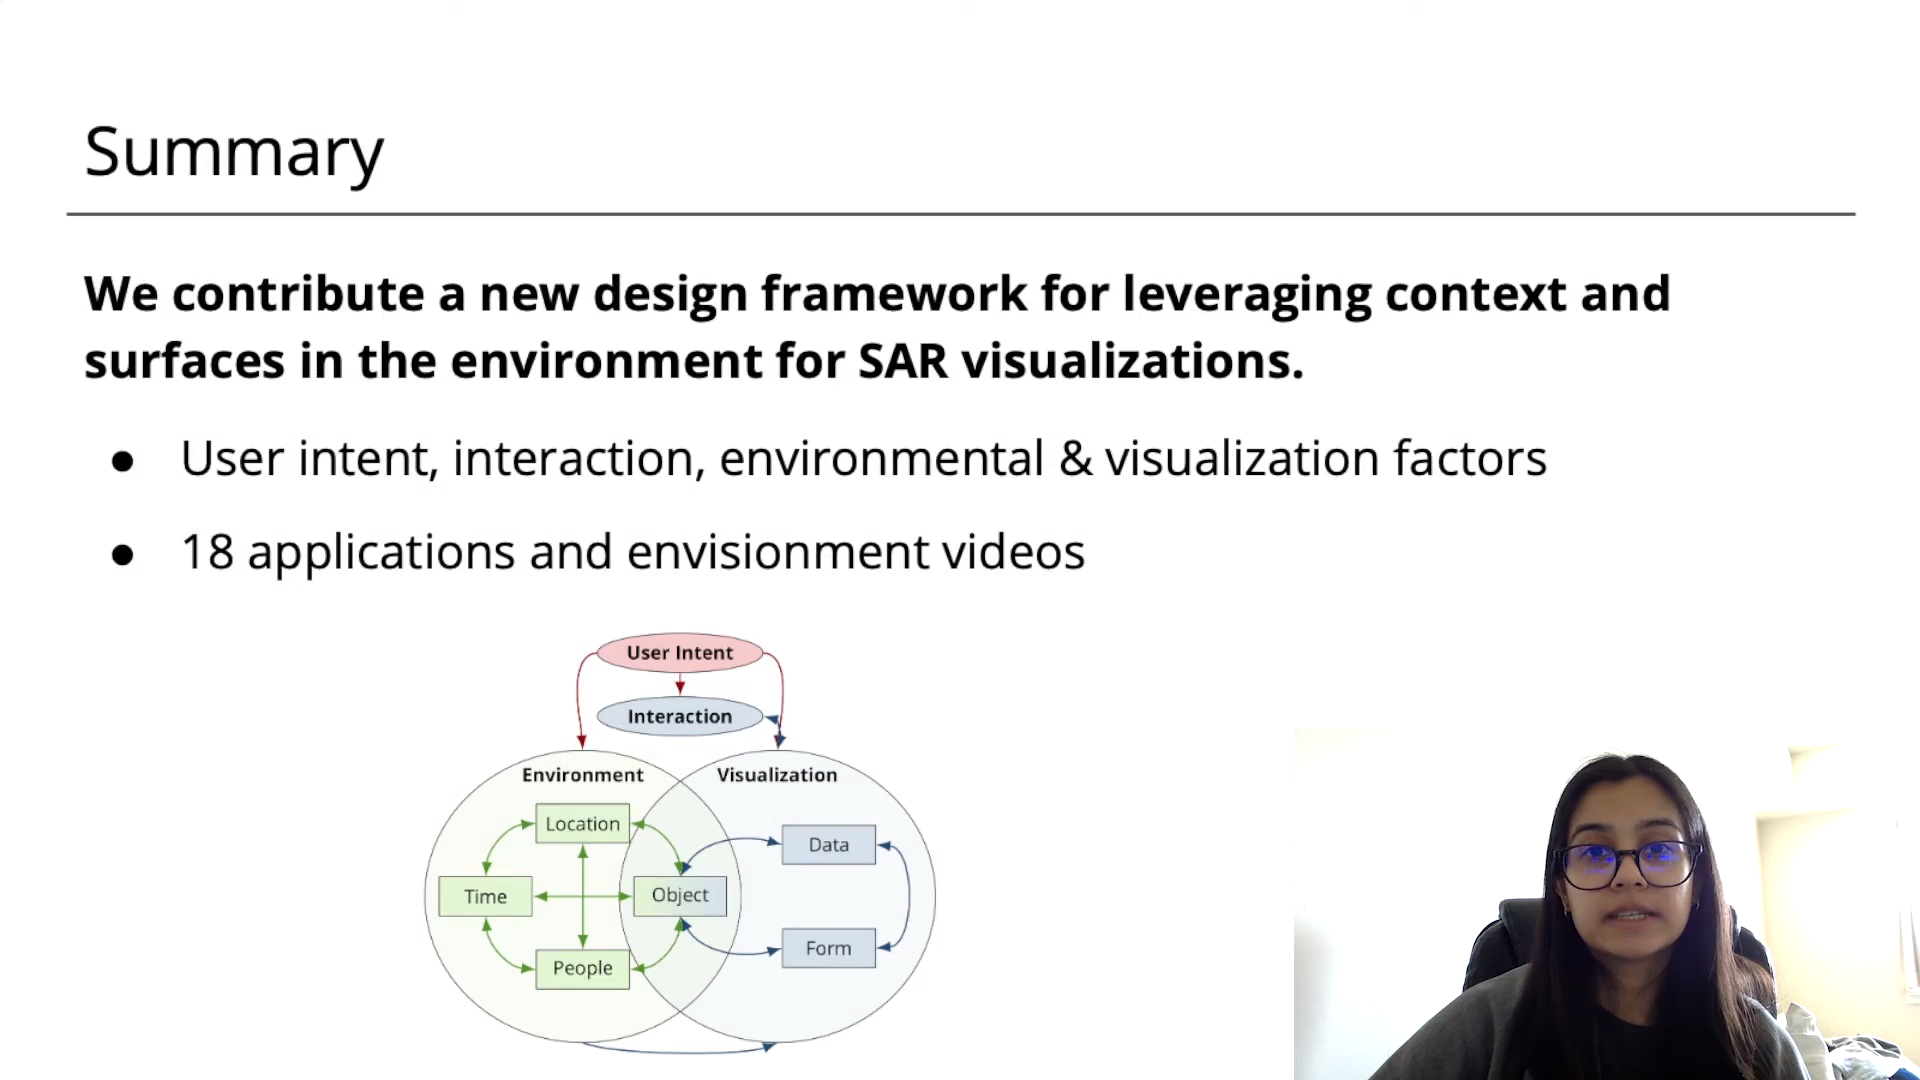 Summary
We contribute a new design framework for leveraging context and
surfaces in the environment for SAR visualizations.
● User intent, interaction, environmental & visualization factors
● 18 applications and envisionment videos
User Intent
Interaction
Environment
Visualization
Location
Data
Time
Object
Form
People